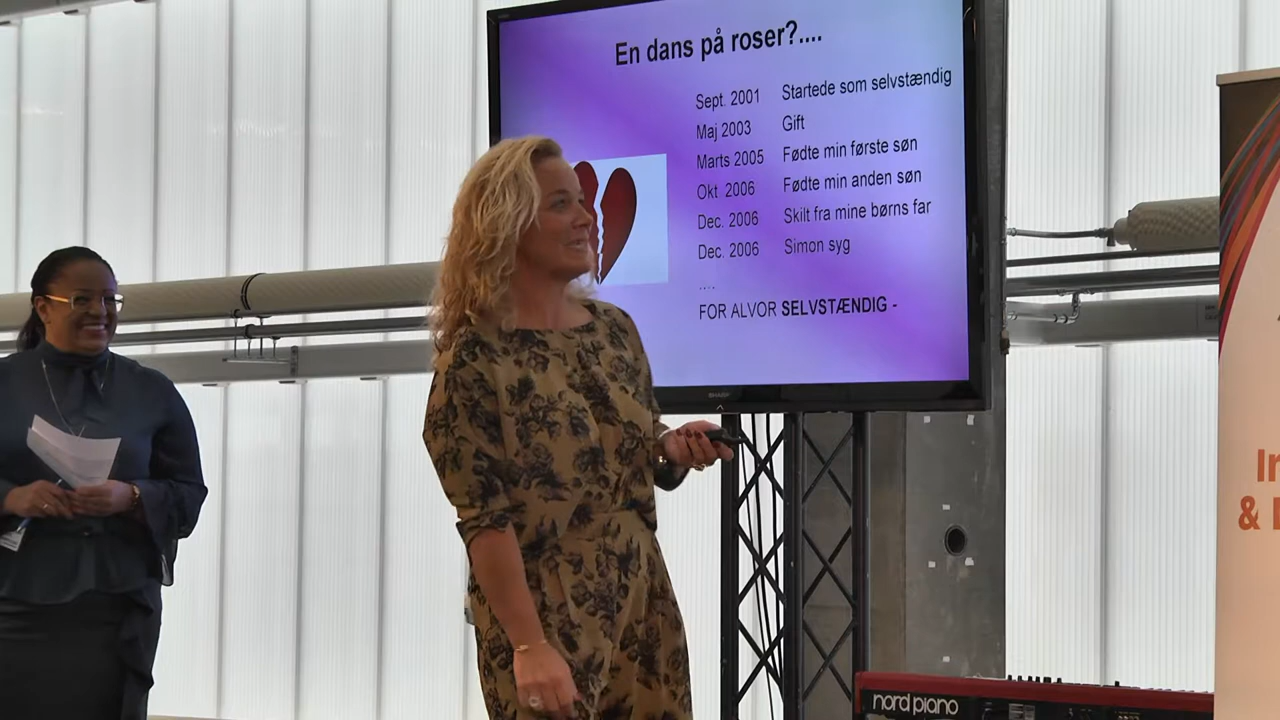 En dans på roser?....
Sept. 2001 Startede som selvstændig
Maj 2003 Gift
Marts 2005 Fødte min første søn
Okt. 2006 Fødte min anden søn
Dec. 2006 Skilt fra mine børns far
Dec. 2006 Simon syg
....
FOR ALVOR SELVSTÆNDIG -
SHARP
In
&
nord piano